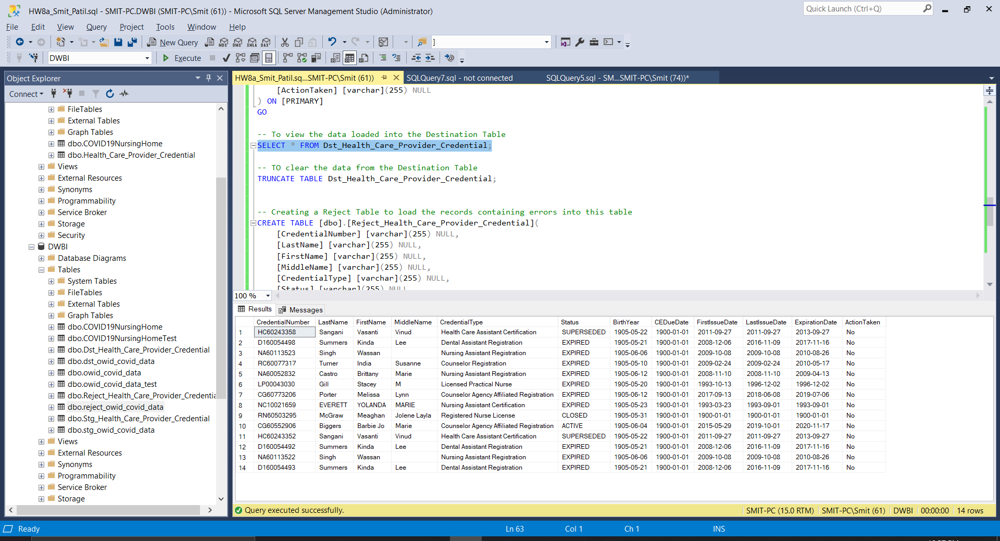 HW8a_Smit_Patil.sql - SMIT-PC.DWBI (SMIT-PC\Smit (61)) - Microsoft SQL Server Management Studio (Administrator)
Quick Launch (Ctrl+Q)
File Edit View Query Project Tools Window Help
New Query MDX DMX XMLA DAX ]
DWBI Execute
Object Explorer
Connect
FileTables
External Tables
Graph Tables
dbo.COVID19NursingHome
dbo.Health_Care_Provider_Credential
Views
External Resources
Synonyms
Programmability
Service Broker
Storage
Security
DWBI
Database Diagrams
Tables
System Tables
FileTables
External Tables
Graph Tables
dbo.COVID19NursingHome
dbo.COVID19NursingHomeTest
dbo.Dst_Health_Care_Provider_Credential
dbo.dst_owid_covid_data
dbo.owid_covid_data
dbo.owid_covid_data_test
dbo.Reject_Health_Care_Provider_Credentia
dbo.reject_owid_covid_data
dbo.Stg_Health_Care_Provider_Credential
dbo.stg_owid_covid_data
Views
External Resources
Synonyms
Programmability
Service Broker
Storage
HW8a_Smit_Patil.sq...SMIT-PC\Smit (61)) SQLQuery7.sql - not connected SQLQuery5.sql - SM...SMIT-PC\Smit (74))*
[ActionTaken] [varchar](255) NULL
) ON [PRIMARY]
GO
-- To view the data loaded into the Destination Table
SELECT * FROM Dst_Health_Care_Provider_Credential;
-- TO clear the data from the Destination Table
TRUNCATE TABLE Dst_Health_Care_Provider_Credential;
-- Creating a Reject Table to load the records containing errors into this table
CREATE TABLE [dbo].[Reject_Health_Care_Provider_Credential](
[CredentialNumber] [varchar](255) NULL,
[LastName] [varchar](255) NULL,
[FirstName] [varchar](255) NULL,
[MiddleName] [varchar](255) NULL,
[CredentialType] [varchar](255) NULL,
[Status] [varchar](255) NULL
100 %
Results Messages
CredentialNumber LastName FirstName MiddleName CredentialType Status BirthYear CEDueDate FirstIssueDate LastIssueDate ExpirationDate ActionTaken
1 HC60243358 Sangani Vasanti Vinud Health Care Assistant Certification SUPERSEDED 1905-05-22 1900-01-01 2011-09-27 2011-09-27 2013-09-27 No
2 D160054498 Summers Kinda Lee Dental Assistant Registration EXPIRED 1905-05-21 1900-01-01 2008-12-06 2016-11-09 2017-11-16 No
3 NA60113523 Singh Wassan Nursing Assistant Registration EXPIRED 1905-06-06 1900-01-01 2009-10-08 2009-10-08 2010-08-26 No
4 RC60077317 Turner India Susanne Counselor Registration EXPIRED 1905-05-10 1900-01-01 2009-02-24 2009-02-24 2010-05-17 No
5 NA60052832 Castro Brittany Marie Nursing Assistant Registration EXPIRED 1905-06-12 1900-01-01 2008-11-10 2008-11-10 2009-04-13 No
6 LP00043030 Gill Stacey M Licensed Practical Nurse EXPIRED 1905-05-20 1900-01-01 1993-10-13 1996-12-02 1996-12-02 No
7 CG60773206 Porter Melissa Lynn Counselor Agency Affiliated Registration EXPIRED 1905-06-12 1900-01-01 2017-09-13 2018-06-08 2019-07-06 No
8 NC10021659 EVERETT YOLANDA MARIE Nursing Assistant Certification EXPIRED 1905-05-23 1900-01-01 1993-03-23 1993-09-01 1993-09-01 No
9 RN60503295 McGraw Meaghan Jolene Layla Registered Nurse License CLOSED 1905-05-31 1900-01-01 1900-01-01 1900-01-01 1900-01-01 No
10 CG60552906 Biggers Barbie Jo Marie Counselor Agency Affiliated Registration ACTIVE 1905-06-04 1900-01-01 2015-05-29 2019-10-01 2020-11-17 No
11 HC60243352 Sangani Vasanti Vinud Health Care Assistant Certification SUPERSEDED 1905-05-22 1900-01-01 2011-09-27 2011-09-27 2013-09-27 No
12 D160054492 Summers Kinda Lee Dental Assistant Registration EXPIRED 1905-05-21 1900-01-01 2008-12-06 2016-11-09 2017-11-16 No
13 NA60113522 Singh Wassan Nursing Assistant Registration EXPIRED 1905-06-06 1900-01-01 2009-10-08 2009-10-08 2010-08-26 No
14 D160054493 Summers Kinda Lee Dental Assistant Registration EXPIRED 1905-05-21 1900-01-01 2008-12-06 2016-11-09 2017-11-16 No
Query executed successfully. SMIT-PC (15.0 RTM) SMIT-PC\Smit (61) DWBI 00:00:00 14 rows
Ready Ln 63 Col 1 Ch 1 INS